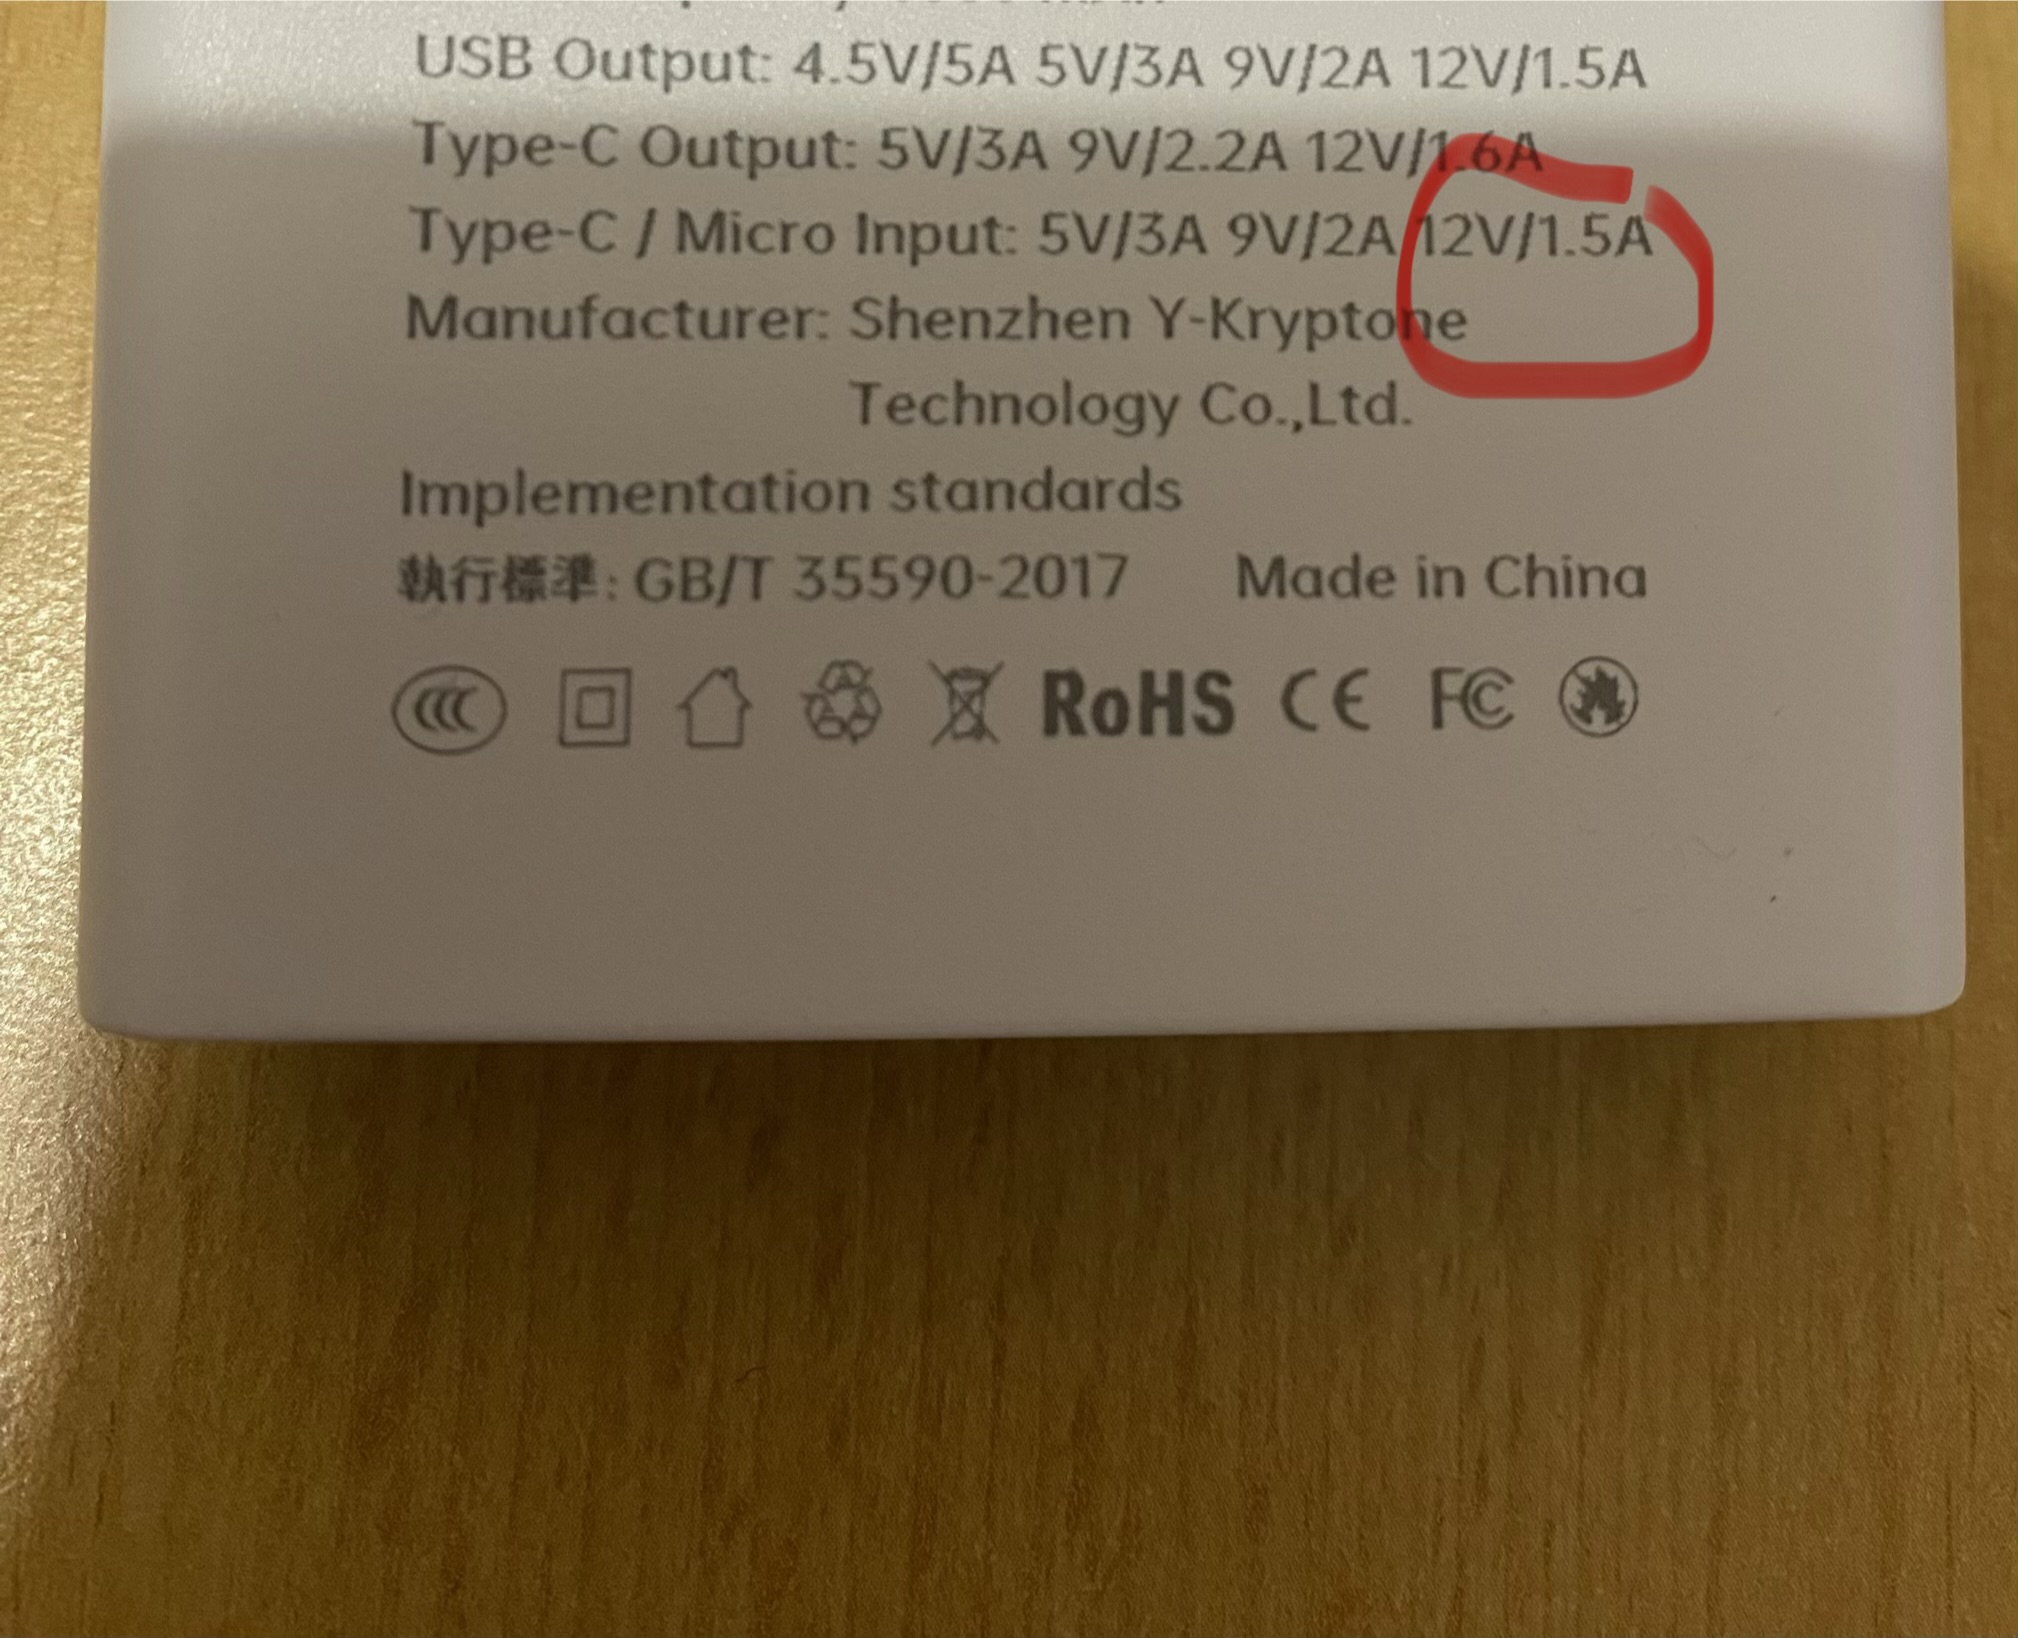 USB Output: 4.5V/5A 5V/3A 9V/2A 12V/1.5A
Type-C Output: 5V/3A 9V/2.2A 12V/1.6A
Type-C / Micro Input: 5V/3A 9V/2A 12V/1.5A
Manufacturer: Shenzhen Y-Kryptone
Technology Co.,Ltd.
Implementation standards
執行標準: GB/T 35590-2017 Made in China
CCC RoHS CE FC